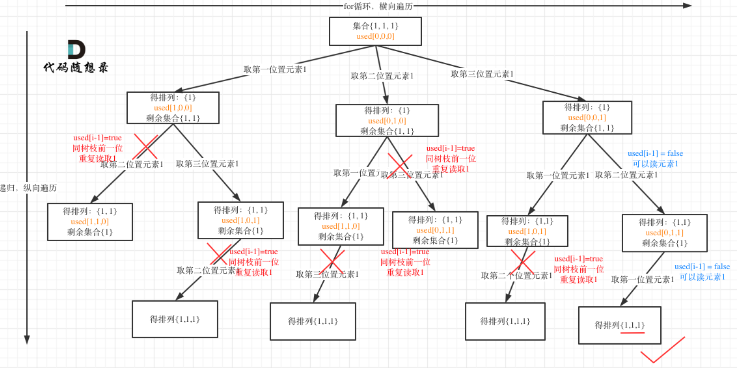 for循环，横向遍历
集合{1, 1, 1}
used[0,0,0]
代码随想录
取第一位置元素1
取第二位置元素1
取第三位置元素1
得排列：{1}
used[1,0,0]
剩余集合{1,1}
得排列：{1}
used[0,1,0]
剩余集合{1,1}
得排列：{1}
used[0,0,1]
剩余集合{1,1}
used[i-1]=true
同树枝前一位
重复读取1
取第二位置元素1
取第三位置元素1
used[i-1]=true
同树枝前一位
重复读取1
取第一位置
取第三位置元素1
used[i-1] = false
可以读元素1
取第一位置元素1
取第二位置元素1
递归，纵向遍历
得排列：{1,1}
used[1,1,0]
剩余集合{1}
得排列：{1,1}
used[1,0,1]
剩余集合{1}
得排列：{1,1}
used[1,1,0]
剩余集合{1}
得排列：{1,1}
used[0,1,1]
剩余集合{1}
得排列：{1,1}
used[1,0,1]
剩余集合{1}
得排列：{1,1}
used[0,1,1]
剩余集合{1}
used[i-1]=true
同树枝前一位
重复读取1
取第二位置元素
used[i-1]=true
同树枝前一位
重复读取1
取第三位置元素1
used[i-1]=true
同树枝前一位
重复读取1
取第二个位置元素1
used[i-1] = false
可以读元素1
取第一位置元素1
得排列{1,1,1}
得排列{1,1,1}
得排列{1,1,1}
得排列{1,1,1}